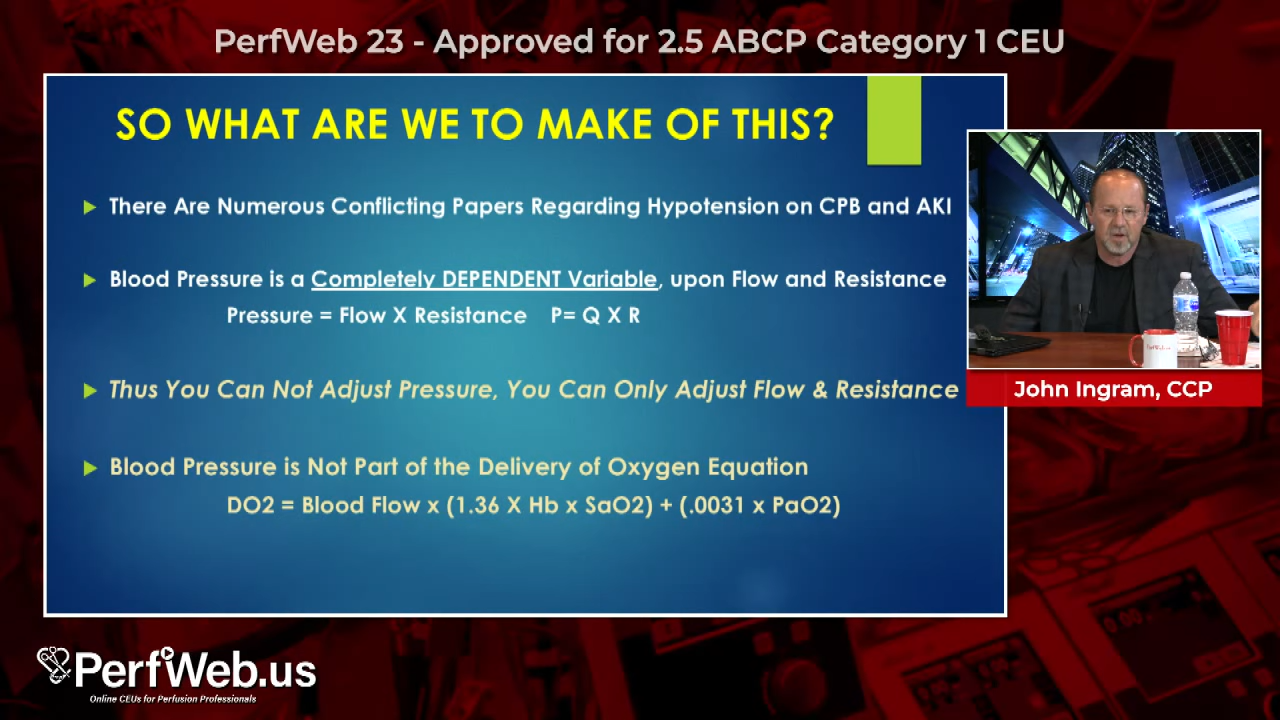 PerfWeb 23 - Approved for 2.5 ABCP Category 1 CEU
SO WHAT ARE WE TO MAKE OF THIS?
There Are Numerous Conflicting Papers Regarding Hypotension on CPB and AKI
Blood Pressure is a Completely DEPENDENT Variable, upon Flow and Resistance
Pressure = Flow X Resistance P= Q X R
Thus You Can Not Adjust Pressure, You Can Only Adjust Flow & Resistance
Blood Pressure is Not Part of the Delivery of Oxygen Equation
DO2 = Blood Flow x (1.36 X Hb x SaO2) + (.0031 x PaO2)
PerfWeb.us
John Ingram, CCP
PerfWeb.us
Online CEUs for Perfusion Professionals